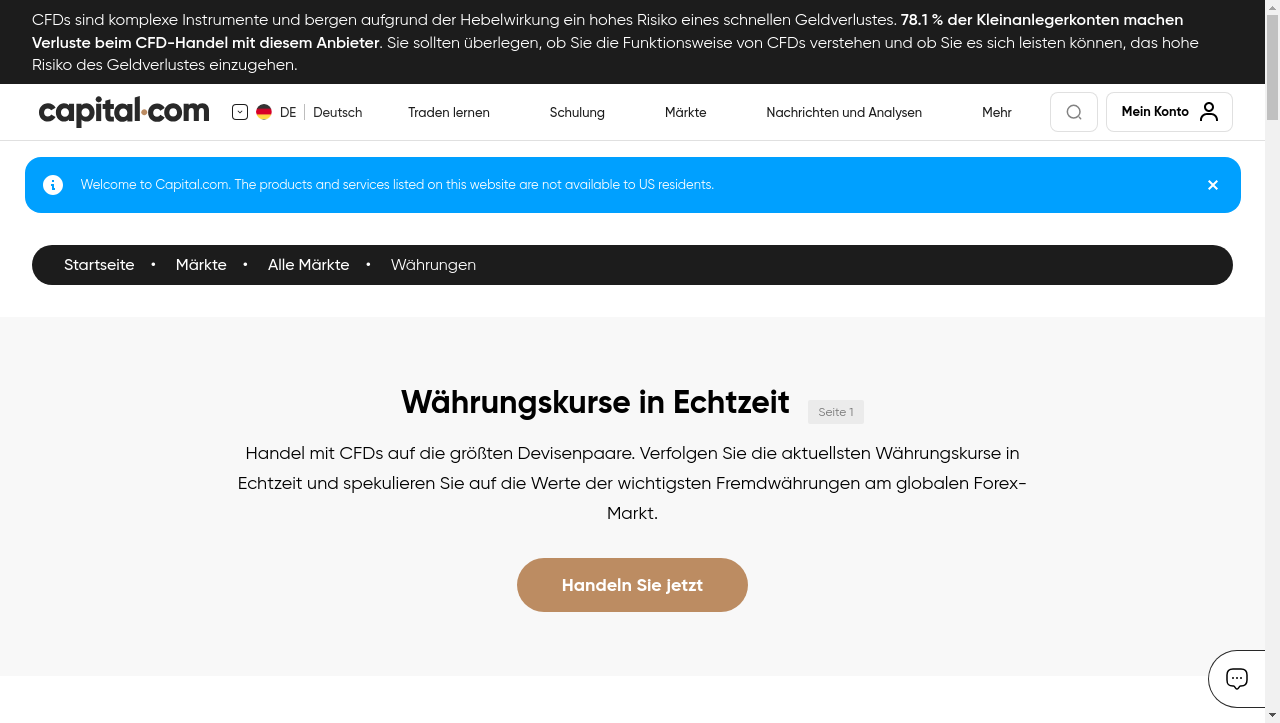 CFDs sind komplexe Instrumente und bergen aufgrund der Hebelwirkung ein hohes Risiko eines schnellen Geldverlustes. 78.1 % der Kleinanlegerkonten machen
Verluste beim CFD-Handel mit diesem Anbieter. Sie sollten überlegen, ob Sie die Funktionsweise von CFDs verstehen und ob Sie es sich leisten können, das hohe
Risiko des Geldverlustes einzugehen.
capital.com DE Deutsch Traden lernen Schulung Märkte Nachrichten und Analysen Mehr Mein Konto
Welcome to Capital.com. The products and services listed on this website are not available to US residents.
Startseite • Märkte • Alle Märkte • Währungen
Währungskurse in Echtzeit Seite 1
Handel mit CFDs auf die größten Devisenpaare. Verfolgen Sie die aktuellsten Währungskurse in
Echtzeit und spekulieren Sie auf die Werte der wichtigsten Fremdwährungen am globalen Forex-
Markt.
Handeln Sie jetzt